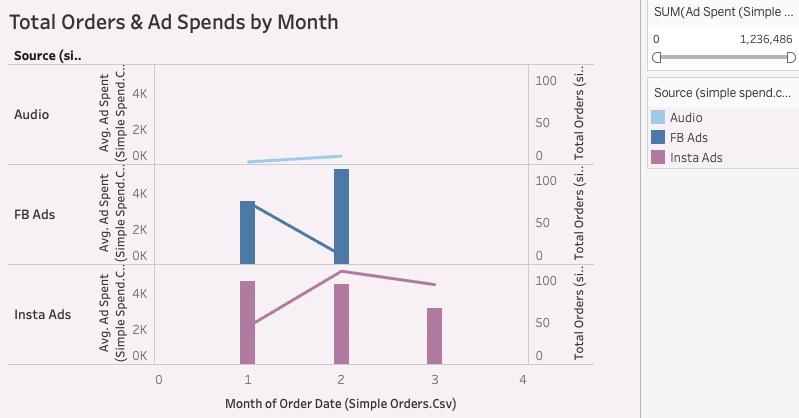 Total Orders & Ad Spends by Month
Source (si..
Audio
Avg. Ad Spent
(Simple Spend.C..
4K
2K
0K
100
50
0
Total Orders (si..
FB Ads
Avg. Ad Spent
(Simple Spend.C..
4K
2K
0K
100
50
0
Total Orders (si..
Insta Ads
Avg. Ad Spent
(Simple Spend.C..
4K
2K
0K
100
50
0
Total Orders (si..
0 1 2 3 4
Month of Order Date (Simple Orders.Csv)
SUM(Ad Spent (Simple ...
0 1,236,486
Source (simple spend.c...
Audio
FB Ads
Insta Ads